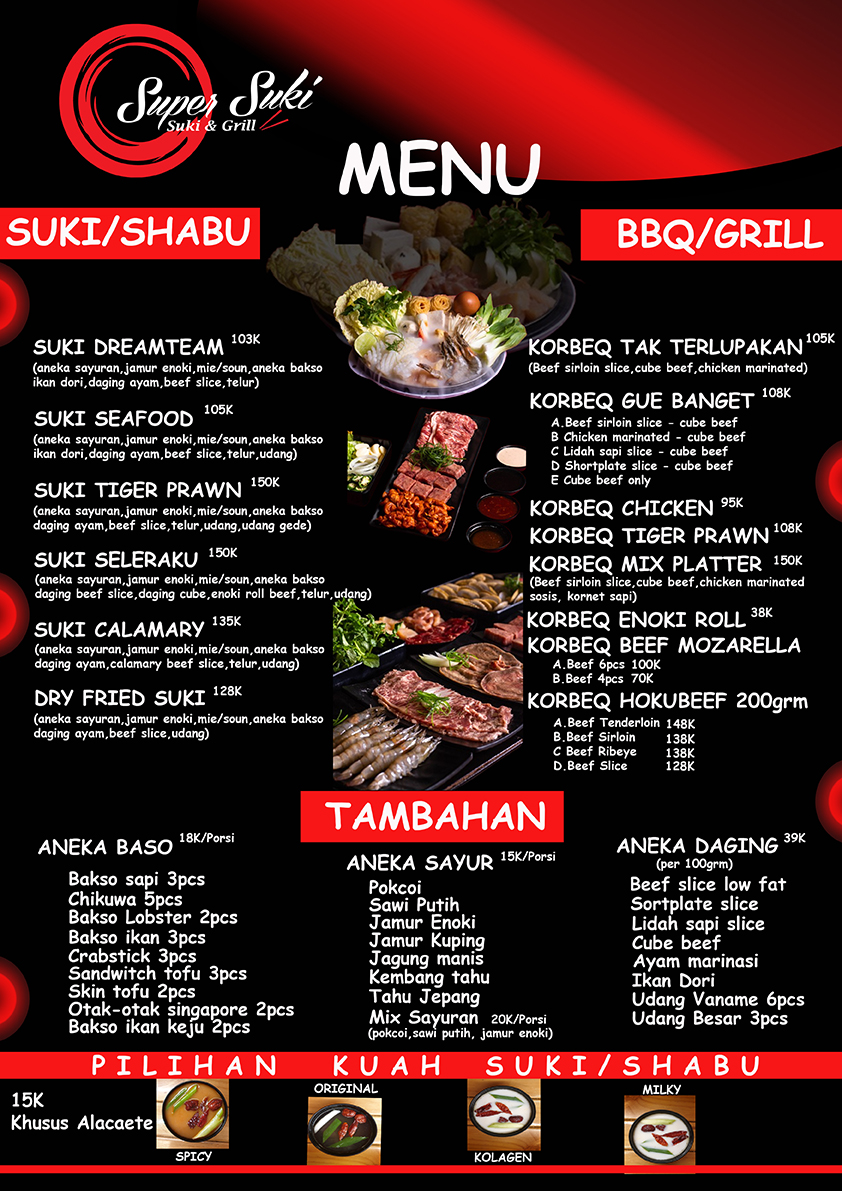 Super Suki
Suki & Grill
MENU
SUKI/SHABU
SUKI DREAMTEAM 103K
(aneka sayuran,jamur enoki,mie/soun,aneka bakso
ikan dori,daging ayam,beef slice,telur)
SUKI SEAFOOD 105K
(aneka sayuran,jamur enoki,mie/soun,aneka bakso
ikan dori,daging ayam,beef slice,telur,udang)
SUKI TIGER PRAWN 150K
(aneka sayuran,jamur enoki,mie/soun,aneka bakso
daging ayam,beef slice,telur,udang,udang gede)
SUKI SELERAKU 150K
(aneka sayuran,jamur enoki,mie/soun,aneka bakso
daging beef slice,daging cube,enoki roll beef,telur,udang)
SUKI CALAMARY 135K
(aneka sayuran,jamur enoki,mie/soun,aneka bakso
daging ayam,calamary beef slice,telur,udang)
DRY FRIED SUKI 128K
(aneka sayuran,jamur enoki,mie/soun,aneka bakso
daging ayam,beef slice,udang)
BBQ/GRILL
KORBEQ TAK TERLUPAKAN 105K
(Beef sirloin slice,cube beef,chicken marinated)
KORBEQ GUE BANGET 108K
A.Beef sirloin slice - cube beef
B Chicken marinated - cube beef
C Lidah sapi slice - cube beef
D Shortplate slice - cube beef
E Cube beef only
KORBEQ CHICKEN 95K
KORBEQ TIGER PRAWN 108K
KORBEQ MIX PLATTER 150K
(Beef sirloin slice,cube beef,chicken marinated
sosis, kornet sapi)
KORBEQ ENOKI ROLL 38K
KORBEQ BEEF MOZARELLA
A.Beef 6pcs 100K
B.Beef 4pcs 70K
KORBEQ HOKUBEEF 200grm
A.Beef Tenderloin 148K
B.Beef Sirloin 138K
C Beef Ribeye 138K
D.Beef Slice 128K
TAMBAHAN
ANEKA BASO 18K/Porsi
Bakso sapi 3pcs
Chikuwa 5pcs
Bakso Lobster 2pcs
Bakso ikan 3pcs
Crabstick 3pcs
Sandwitch tofu 3pcs
Skin tofu 2pcs
Otak-otak singapore 2pcs
Bakso ikan keju 2pcs
ANEKA SAYUR 15K/Porsi
Pokcoi
Sawi Putih
Jamur Enoki
Jamur Kuping
Jagung manis
Kembang tahu
Tahu Jepang
Mix Sayuran 20K/Porsi
(pokcoi,sawi putih, jamur enoki)
ANEKA DAGING 39K
(per 100grm)
Beef slice low fat
Sortplate slice
Lidah sapi slice
Cube beef
Ayam marinasi
Ikan Dori
Udang Vaname 6pcs
Udang Besar 3pcs
PILIHAN KUAH SUKI/SHABU
15K
Khusus Alacaete
SPICY
ORIGINAL
KOLAGEN
MILKY